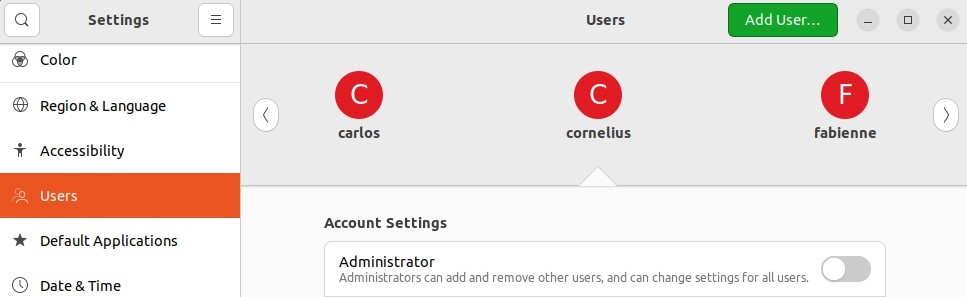 Settings
Users
Add User...
Color
Region & Language
Accessibility
Users
Default Applications
Date & Time
C
carlos
C
cornelius
F
fabienne
Account Settings
Administrator
Administrators can add and remove other users, and can change settings for all users.